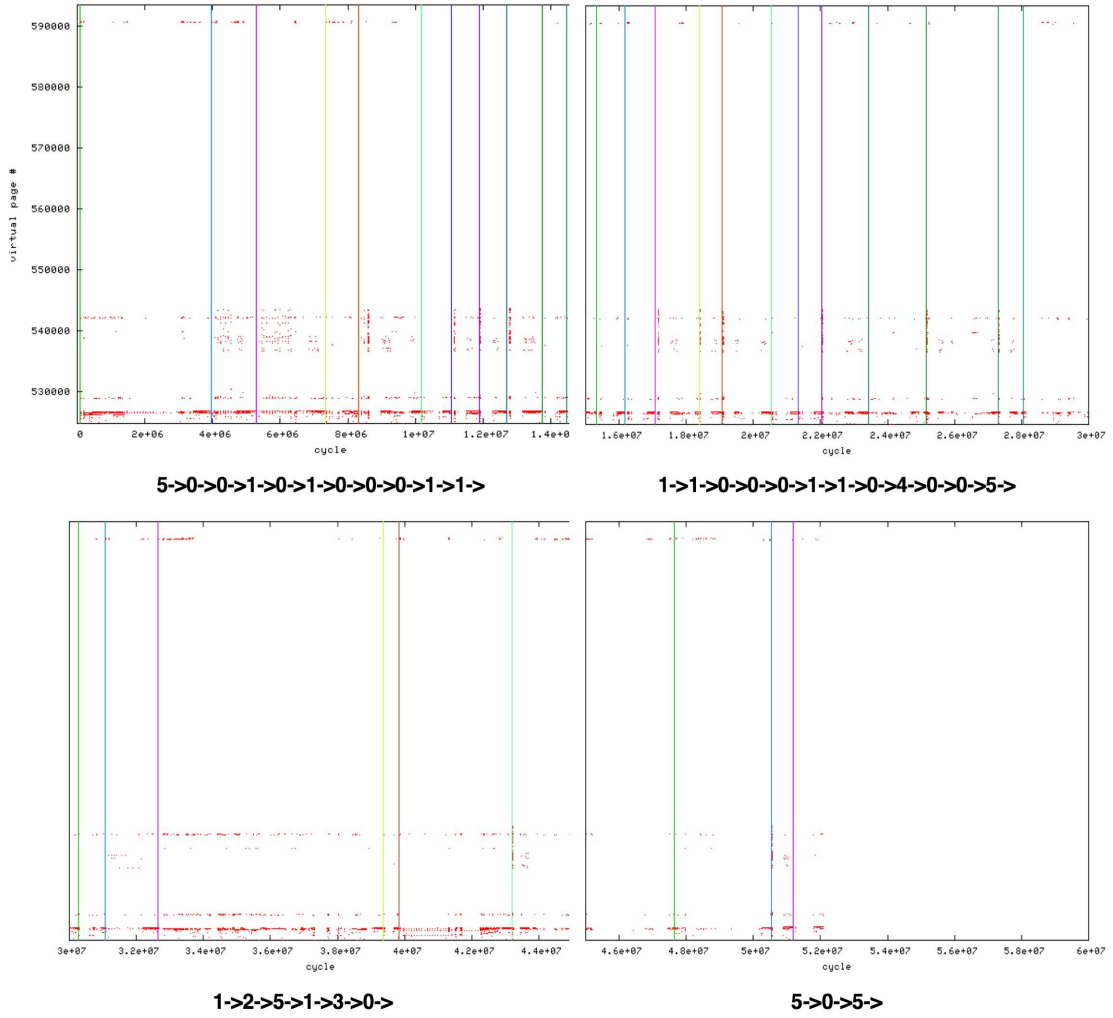 590000
580000
570000
560000
550000
540000
530000
virtual page #
0 2e+06 4e+06 6e+06 8e+06 1e+07 1.2e+07 1.4e+0
cycle
5->0->0->1->0->1->0->0->0->1->1->
1.6e+07 1.8e+07 2e+07 2.2e+07 2.4e+07 2.6e+07 2.8e+07 3e+07
cycle
1->1->0->0->0->1->1->0->4->0->0->5->
3e+07 3.2e+07 3.4e+07 3.6e+07 3.8e+07 4e+07 4.2e+07 4.4e+07
cycle
1->2->5->1->3->0->
4.6e+07 4.8e+07 5e+07 5.2e+07 5.4e+07 5.6e+07 5.8e+07 6e+07
cycle
5->0->5->